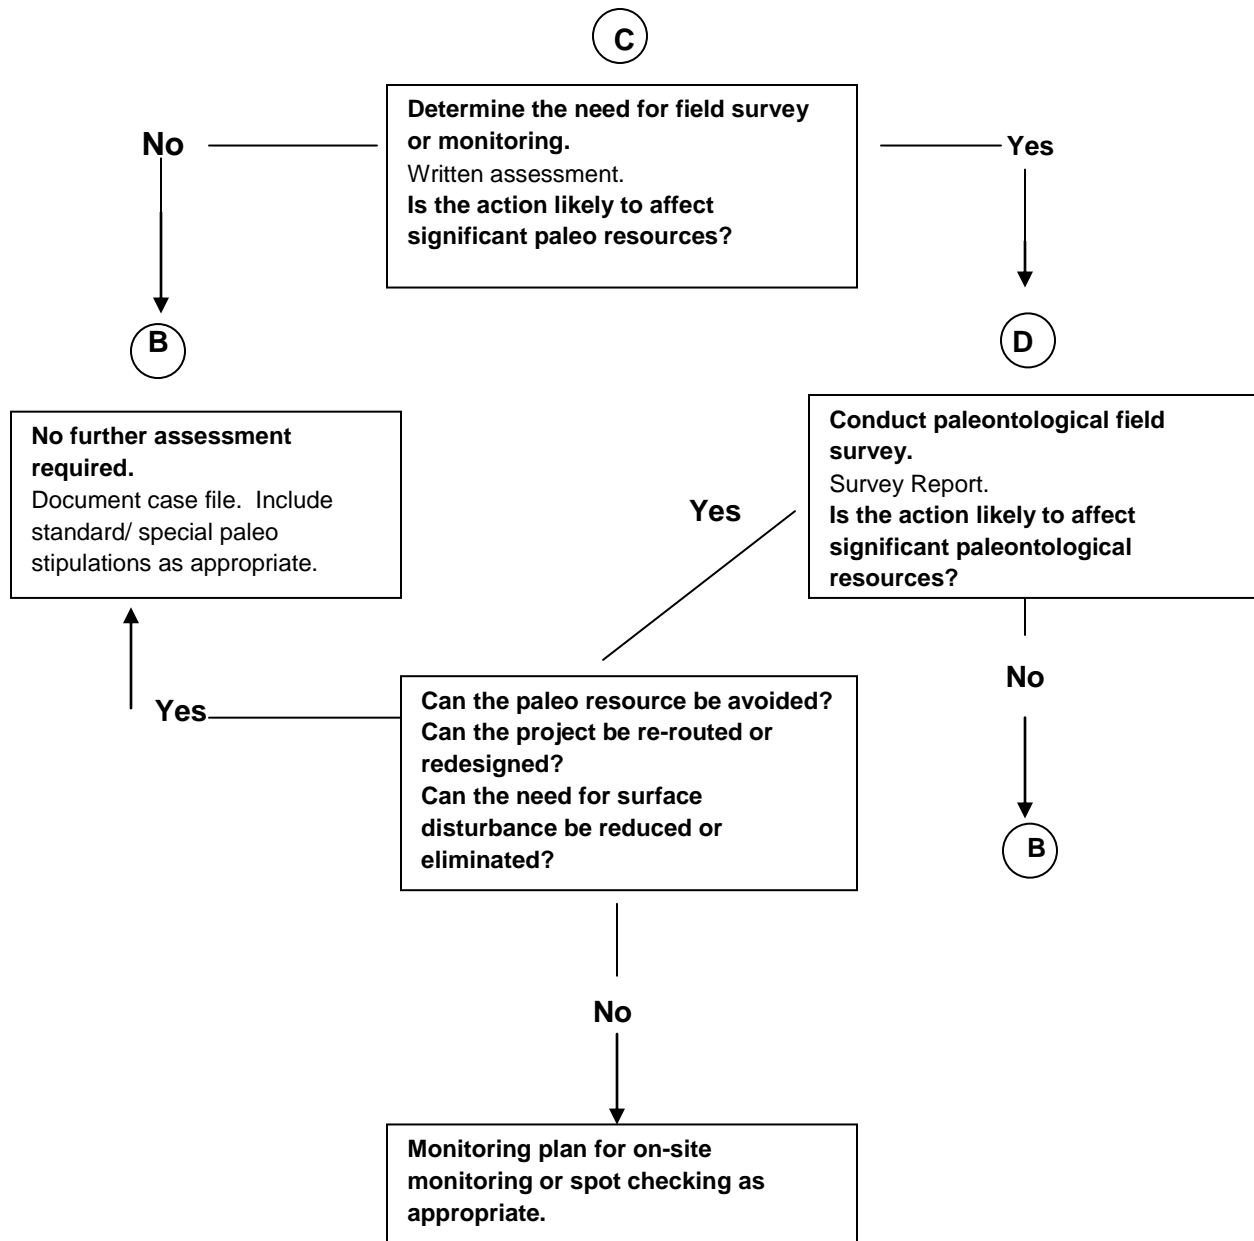 C
Determine the need for field survey
or monitoring.
Written assessment.
Is the action likely to affect
significant paleo resources?
No
Yes
B
D
No further assessment
required.
Document case file.  Include
standard/ special paleo
stipulations as appropriate.
Conduct paleontological field
survey.
Survey Report.
Is the action likely to affect
significant paleontological
resources?
Yes
No
B
Yes
Can the paleo resource be avoided?
Can the project be re-routed or
redesigned?
Can the need for surface
disturbance be reduced or
eliminated?
No
Monitoring plan for on-site
monitoring or spot checking as
appropriate.